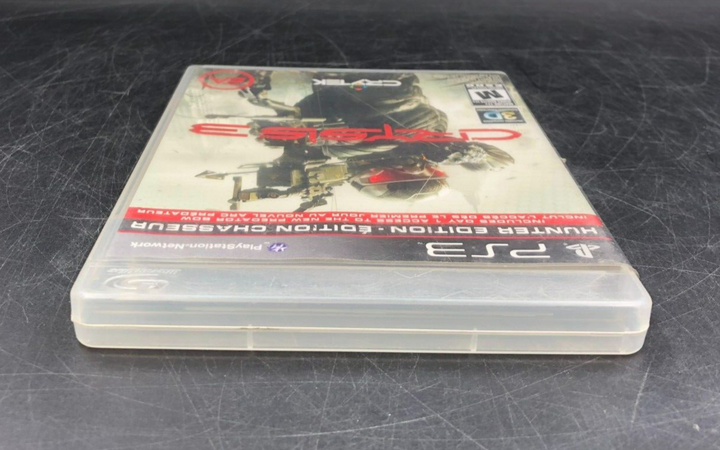 PS3
PlayStation®Network
HUNTER EDITION • ÉDITION CHASSEUR
INCLUDES DAY 1 ACCESS TO THE NEW PREDATOR BOW
INCLUT L'ACCÈS DÈS LE PREMIER JOUR AU NOUVEL ARC PRÉDATEUR
CRYSIS 3
3D
M
CRYTEK
EA